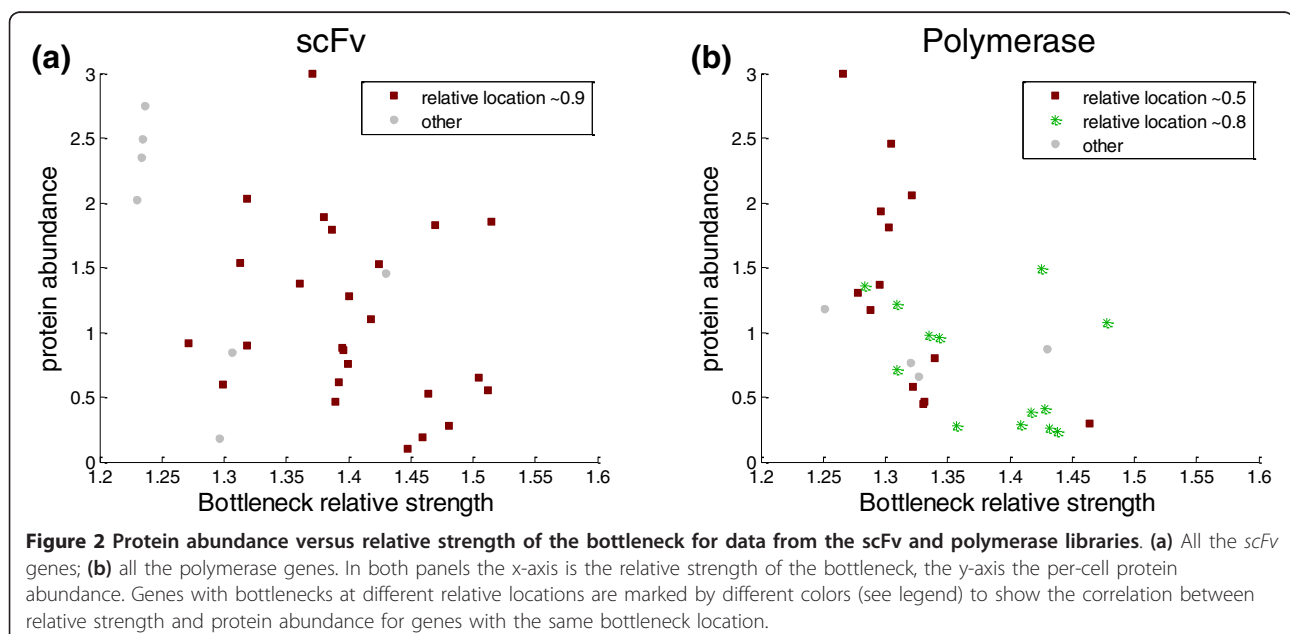 (a)
scFv
3
2.5
2
1.5
1
0.5
0
protein abundance
relative location ~0.9
other
1.2 1.3 1.35 1.4 1.45 1.5 1.55 1.6
Bottleneck relative strength
(b)
Polymerase
3
2.5
2
1.5
1
0.5
0
protein abundance
relative location ~0.5
relative location ~0.8
other
1.2 1.25 1.3 1.35 1.4 1.45 1.5 1.55 1.6
Bottleneck relative strength
Figure 2 Protein abundance versus relative strength of the bottleneck for data from the scFv and polymerase libraries. (a) All the scFv
genes; (b) all the polymerase genes. In both panels the x-axis is the relative strength of the bottleneck, the y-axis the per-cell protein
abundance. Genes with bottlenecks at different relative locations are marked by different colors (see legend) to show the correlation between
relative strength and protein abundance for genes with the same bottleneck location.